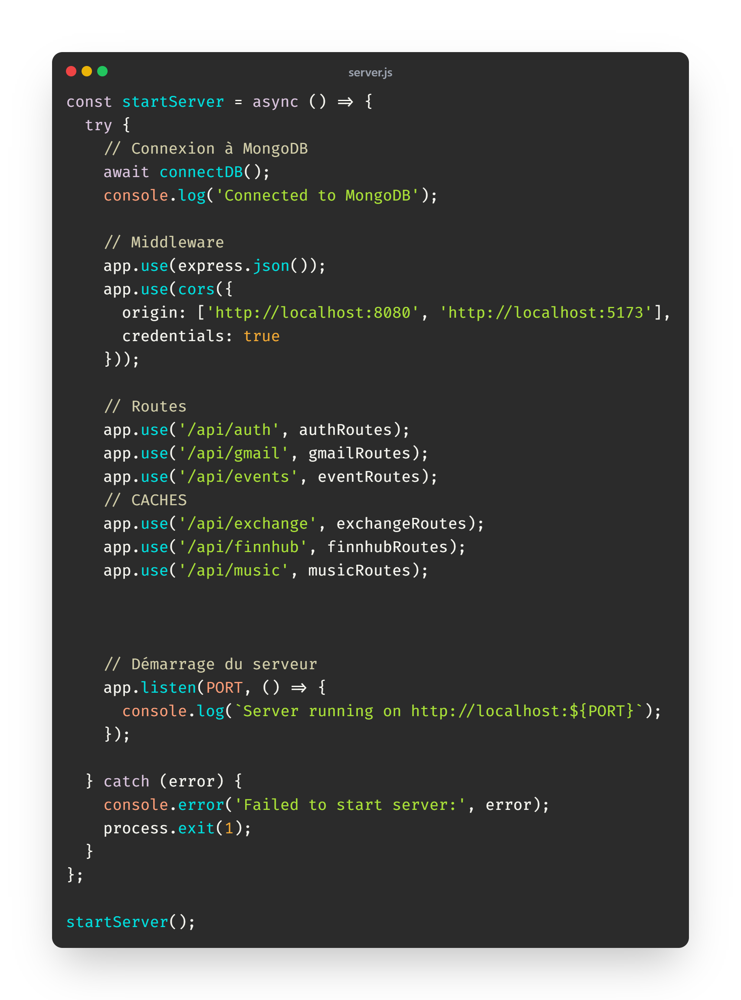 server.js
const startServer = async () => {
  try {
    // Connexion à MongoDB
    await connectDB();
    console.log('Connected to MongoDB');

    // Middleware
    app.use(express.json());
    app.use(cors({
      origin: ['http://localhost:8080', 'http://localhost:5173'],
      credentials: true
    }));

    // Routes
    app.use('/api/auth', authRoutes);
    app.use('/api/gmail', gmailRoutes);
    app.use('/api/events', eventRoutes);
    // CACHES
    app.use('/api/exchange', exchangeRoutes);
    app.use('/api/finnhub', finnhubRoutes);
    app.use('/api/music', musicRoutes);



    // Démarrage du serveur
    app.listen(PORT, () => {
      console.log(`Server running on http://localhost:${PORT}`);
    });

  } catch (error) {
    console.error('Failed to start server:', error);
    process.exit(1);
  }
};

startServer();